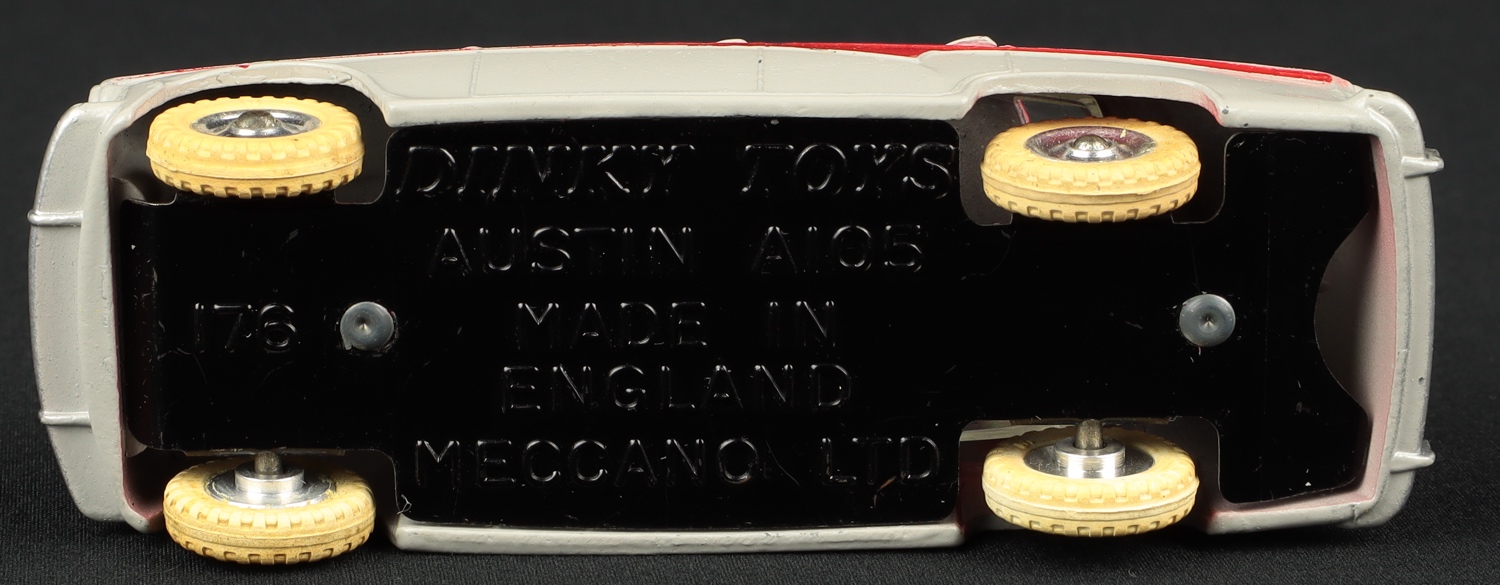 DINKY TOYS
AUSTIN A105
176
MADE IN
ENGLAND
MECCANO LTD